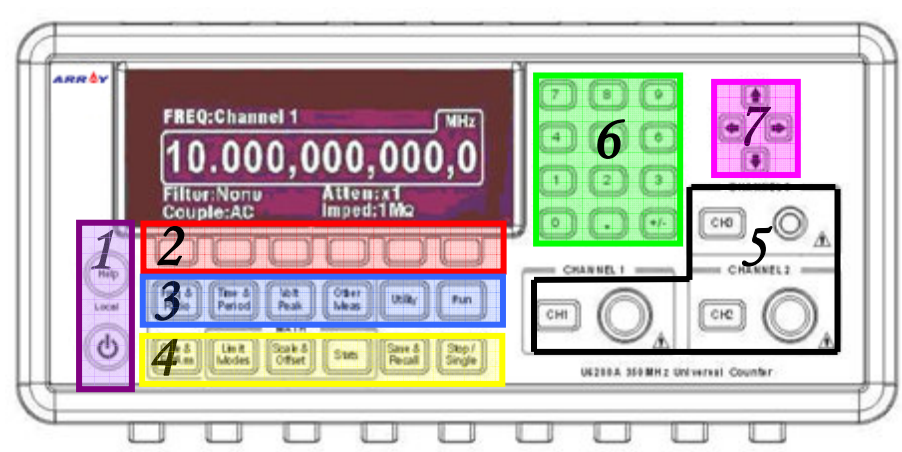 ARRAY
FREQ:Channel 1 MHz
10.000,000,000,0
Filter:None Atten:x1
Couple:AC Imped:1MΩ
7 8 9
4 6
1 2 3
0 . +/-
6
7
1
Help
Local
2
3
Time & Period
Volt Peak
Other Meas
Utility
Run
MATH
4
Limit Modes
Scale & Offset
Stats
Save & Recall
Stop / Single
CH3
5
CHANNEL 1
CHANNEL 2
CH1
CH2
U6200A 350MHz Universal Counter